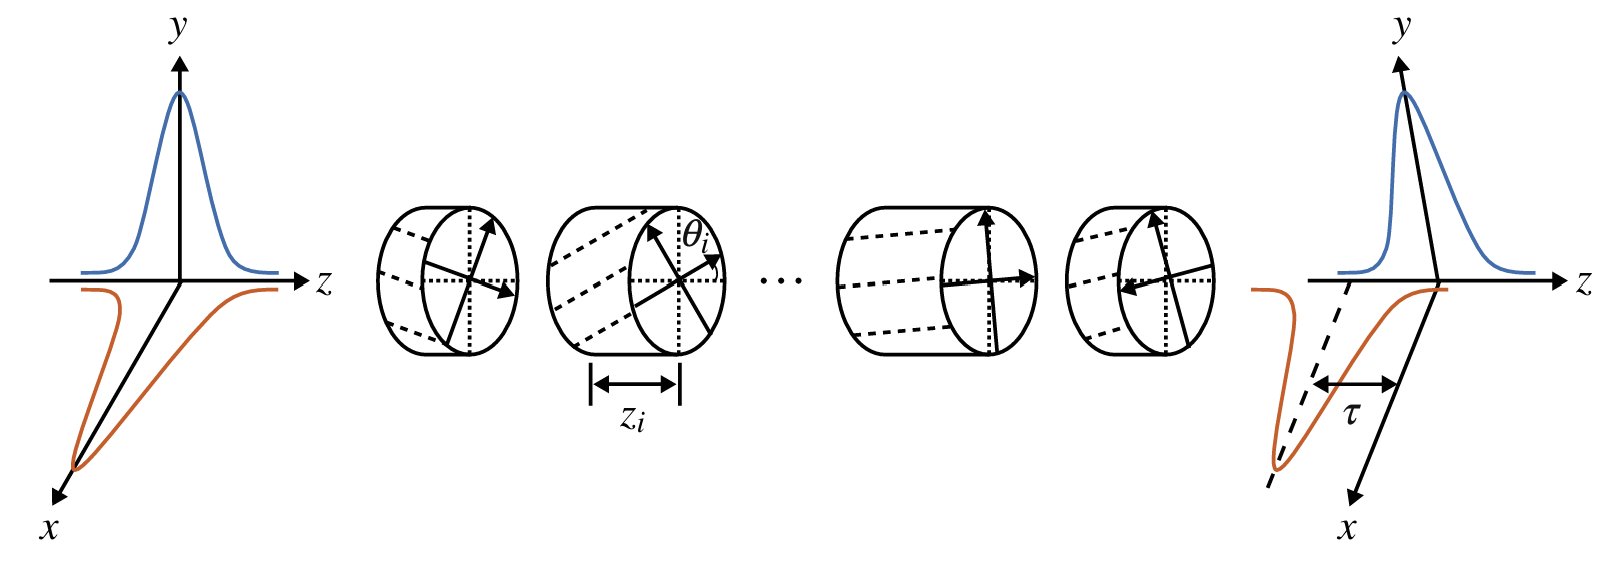 y
z
x
θi
zi
...
y
z
τ
x